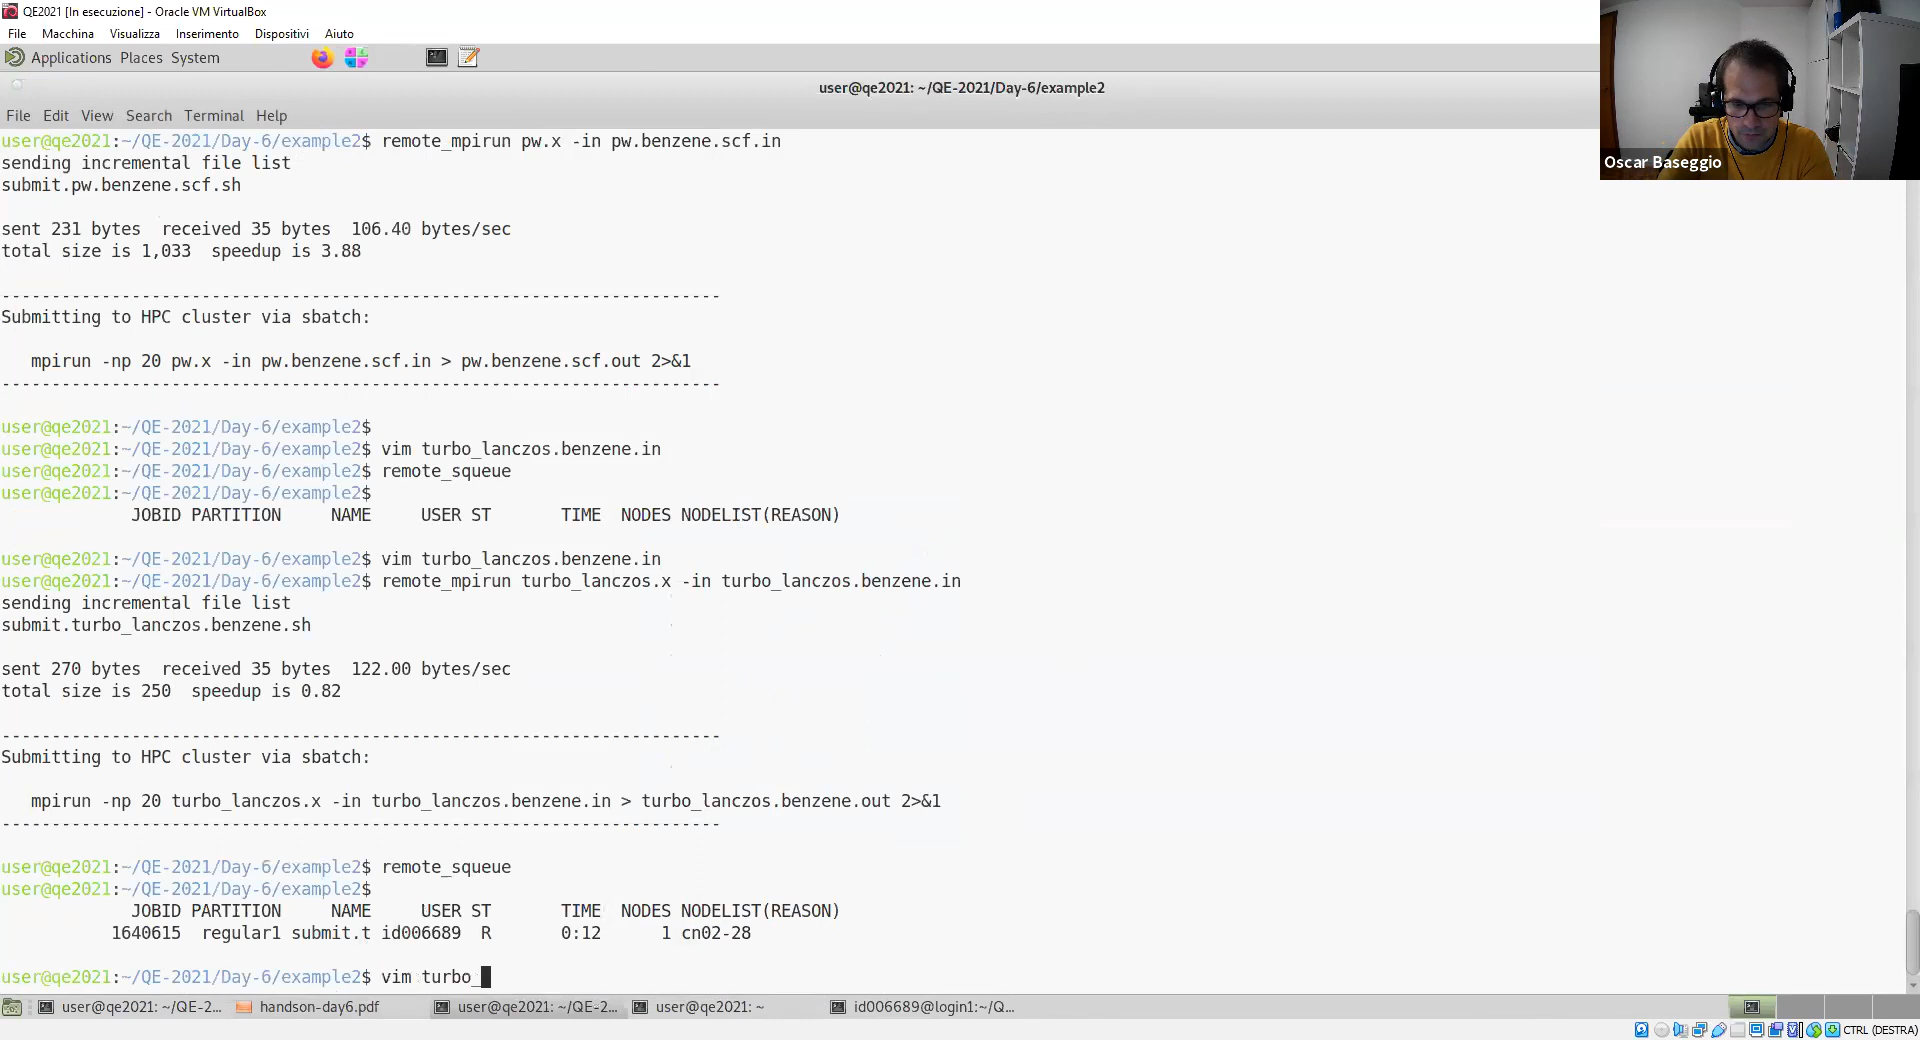 QE2021 [In esecuzione] - Oracle VM VirtualBox
File Macchina Visualizza Inserimento Dispositivi Aiuto
Applications Places System
user@qe2021: ~/QE-2021/Day-6/example2
File Edit View Search Terminal Help
Oscar Baseggio
user@qe2021:~/QE-2021/Day-6/example2$ remote_mpirun pw.x -in pw.benzene.scf.in
sending incremental file list
submit.pw.benzene.scf.sh
sent 231 bytes  received 35 bytes  106.40 bytes/sec
total size is 1,033  speedup is 3.88
------------------------------------------------------------------------
Submitting to HPC cluster via sbatch:
mpirun -np 20 pw.x -in pw.benzene.scf.in > pw.benzene.scf.out 2>&1
------------------------------------------------------------------------
user@qe2021:~/QE-2021/Day-6/example2$
user@qe2021:~/QE-2021/Day-6/example2$ vim turbo_lanczos.benzene.in
user@qe2021:~/QE-2021/Day-6/example2$ remote_squeue
user@qe2021:~/QE-2021/Day-6/example2$
JOBID PARTITION     NAME     USER ST       TIME  NODES NODELIST(REASON)
user@qe2021:~/QE-2021/Day-6/example2$ vim turbo_lanczos.benzene.in
user@qe2021:~/QE-2021/Day-6/example2$ remote_mpirun turbo_lanczos.x -in turbo_lanczos.benzene.in
sending incremental file list
submit.turbo_lanczos.benzene.sh
sent 270 bytes  received 35 bytes  122.00 bytes/sec
total size is 250  speedup is 0.82
------------------------------------------------------------------------
Submitting to HPC cluster via sbatch:
mpirun -np 20 turbo_lanczos.x -in turbo_lanczos.benzene.in > turbo_lanczos.benzene.out 2>&1
------------------------------------------------------------------------
user@qe2021:~/QE-2021/Day-6/example2$ remote_squeue
user@qe2021:~/QE-2021/Day-6/example2$
JOBID PARTITION     NAME     USER ST       TIME  NODES NODELIST(REASON)
1640615  regular1 submit.t id006689  R       0:12      1 cn02-28
user@qe2021:~/QE-2021/Day-6/example2$ vim turbo_
user@qe2021: ~/QE-2... handson-day6.pdf user@qe2021: ~/QE-2... user@qe2021: ~ id006689@login1:~/Q...
CTRL (DESTRA)